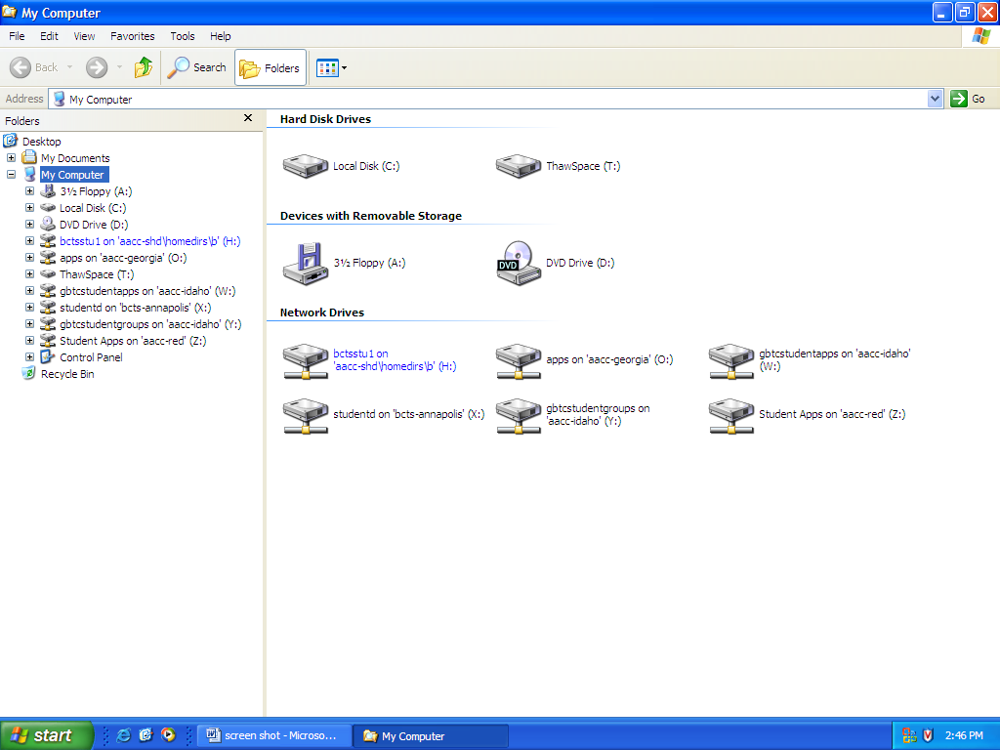 My Computer
File Edit View Favorites Tools Help
Back Search Folders
Address My Computer Go
Folders
Desktop
My Documents
My Computer
3½ Floppy (A:)
Local Disk (C:)
DVD Drive (D:)
bctsstu1 on 'aacc-shd\homedirs\b' (H:)
apps on 'aacc-georgia' (O:)
ThawSpace (T:)
gbtcstudentapps on 'aacc-idaho' (W:)
studentd on 'bcts-annapolis' (X:)
gbtcstudentgroups on 'aacc-idaho' (Y:)
Student Apps on 'aacc-red' (Z:)
Control Panel
Recycle Bin
Hard Disk Drives
Local Disk (C:) ThawSpace (T:)
Devices with Removable Storage
3½ Floppy (A:) DVD DVD Drive (D:)
Network Drives
bctsstu1 on
'aacc-shd\homedirs\b' (H:)
apps on 'aacc-georgia' (O:)
gbtcstudentapps on 'aacc-idaho'
(W:)
studentd on 'bcts-annapolis' (X:)
gbtcstudentgroups on
'aacc-idaho' (Y:)
Student Apps on 'aacc-red' (Z:)
start screen shot - Microso... My Computer 2:46 PM